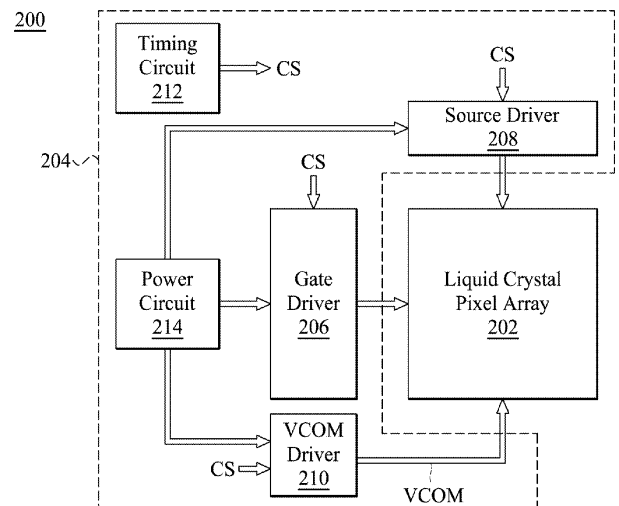 200
Timing
Circuit
212
CS
CS
Source Driver
208
204
CS
Power
Circuit
214
Gate
Driver
206
Liquid Crystal
Pixel Array
202
VCOM
Driver
210
CS
VCOM